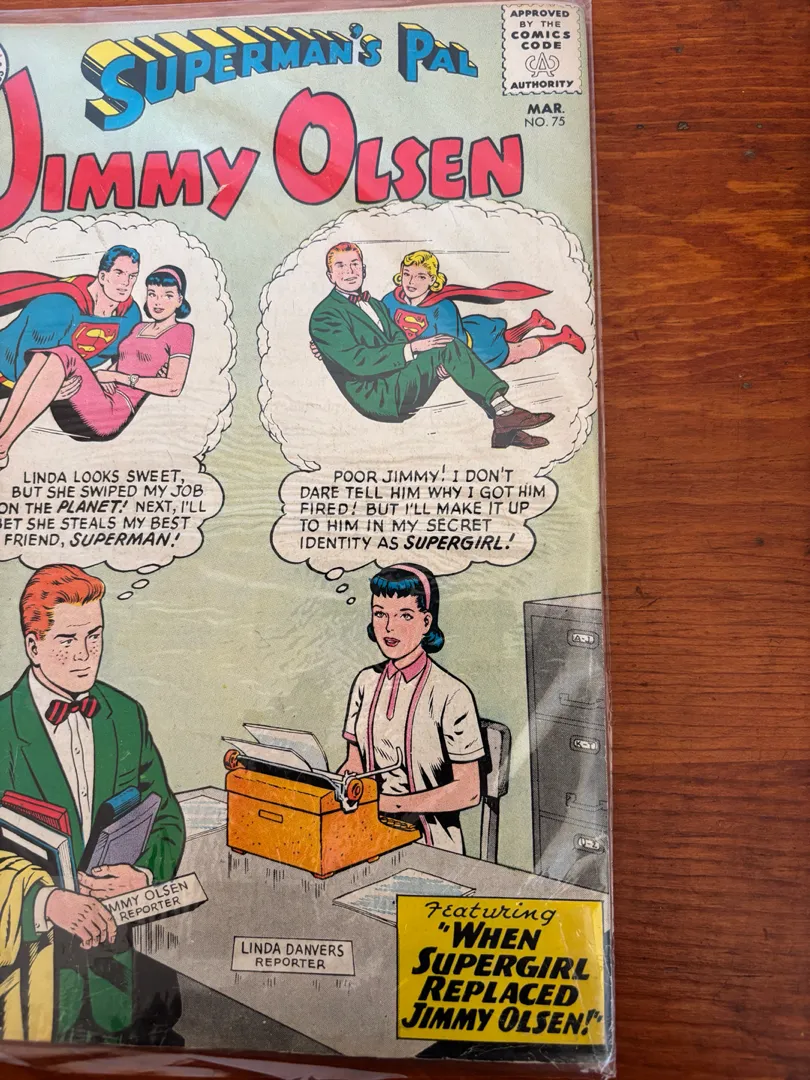 SUPERMAN'S PAL
JIMMY OLSEN
APPROVED
BY THE
COMICS
CODE
CA
AUTHORITY
MAR.
NO. 75
LINDA LOOKS SWEET,
BUT SHE SWIPED MY JOB
ON THE PLANET! NEXT, I'LL
BET SHE STEALS MY BEST
FRIEND, SUPERMAN!
POOR JIMMY! I DON'T
DARE TELL HIM WHY I GOT HIM
FIRED! BUT I'LL MAKE IT UP
TO HIM IN MY SECRET
IDENTITY AS SUPERGIRL!
A-J
K-T
U-Z
MMY OLSEN
REPORTER
LINDA DANVERS
REPORTER
Featuring
"WHEN
SUPERGIRL
REPLACED
JIMMY OLSEN!"